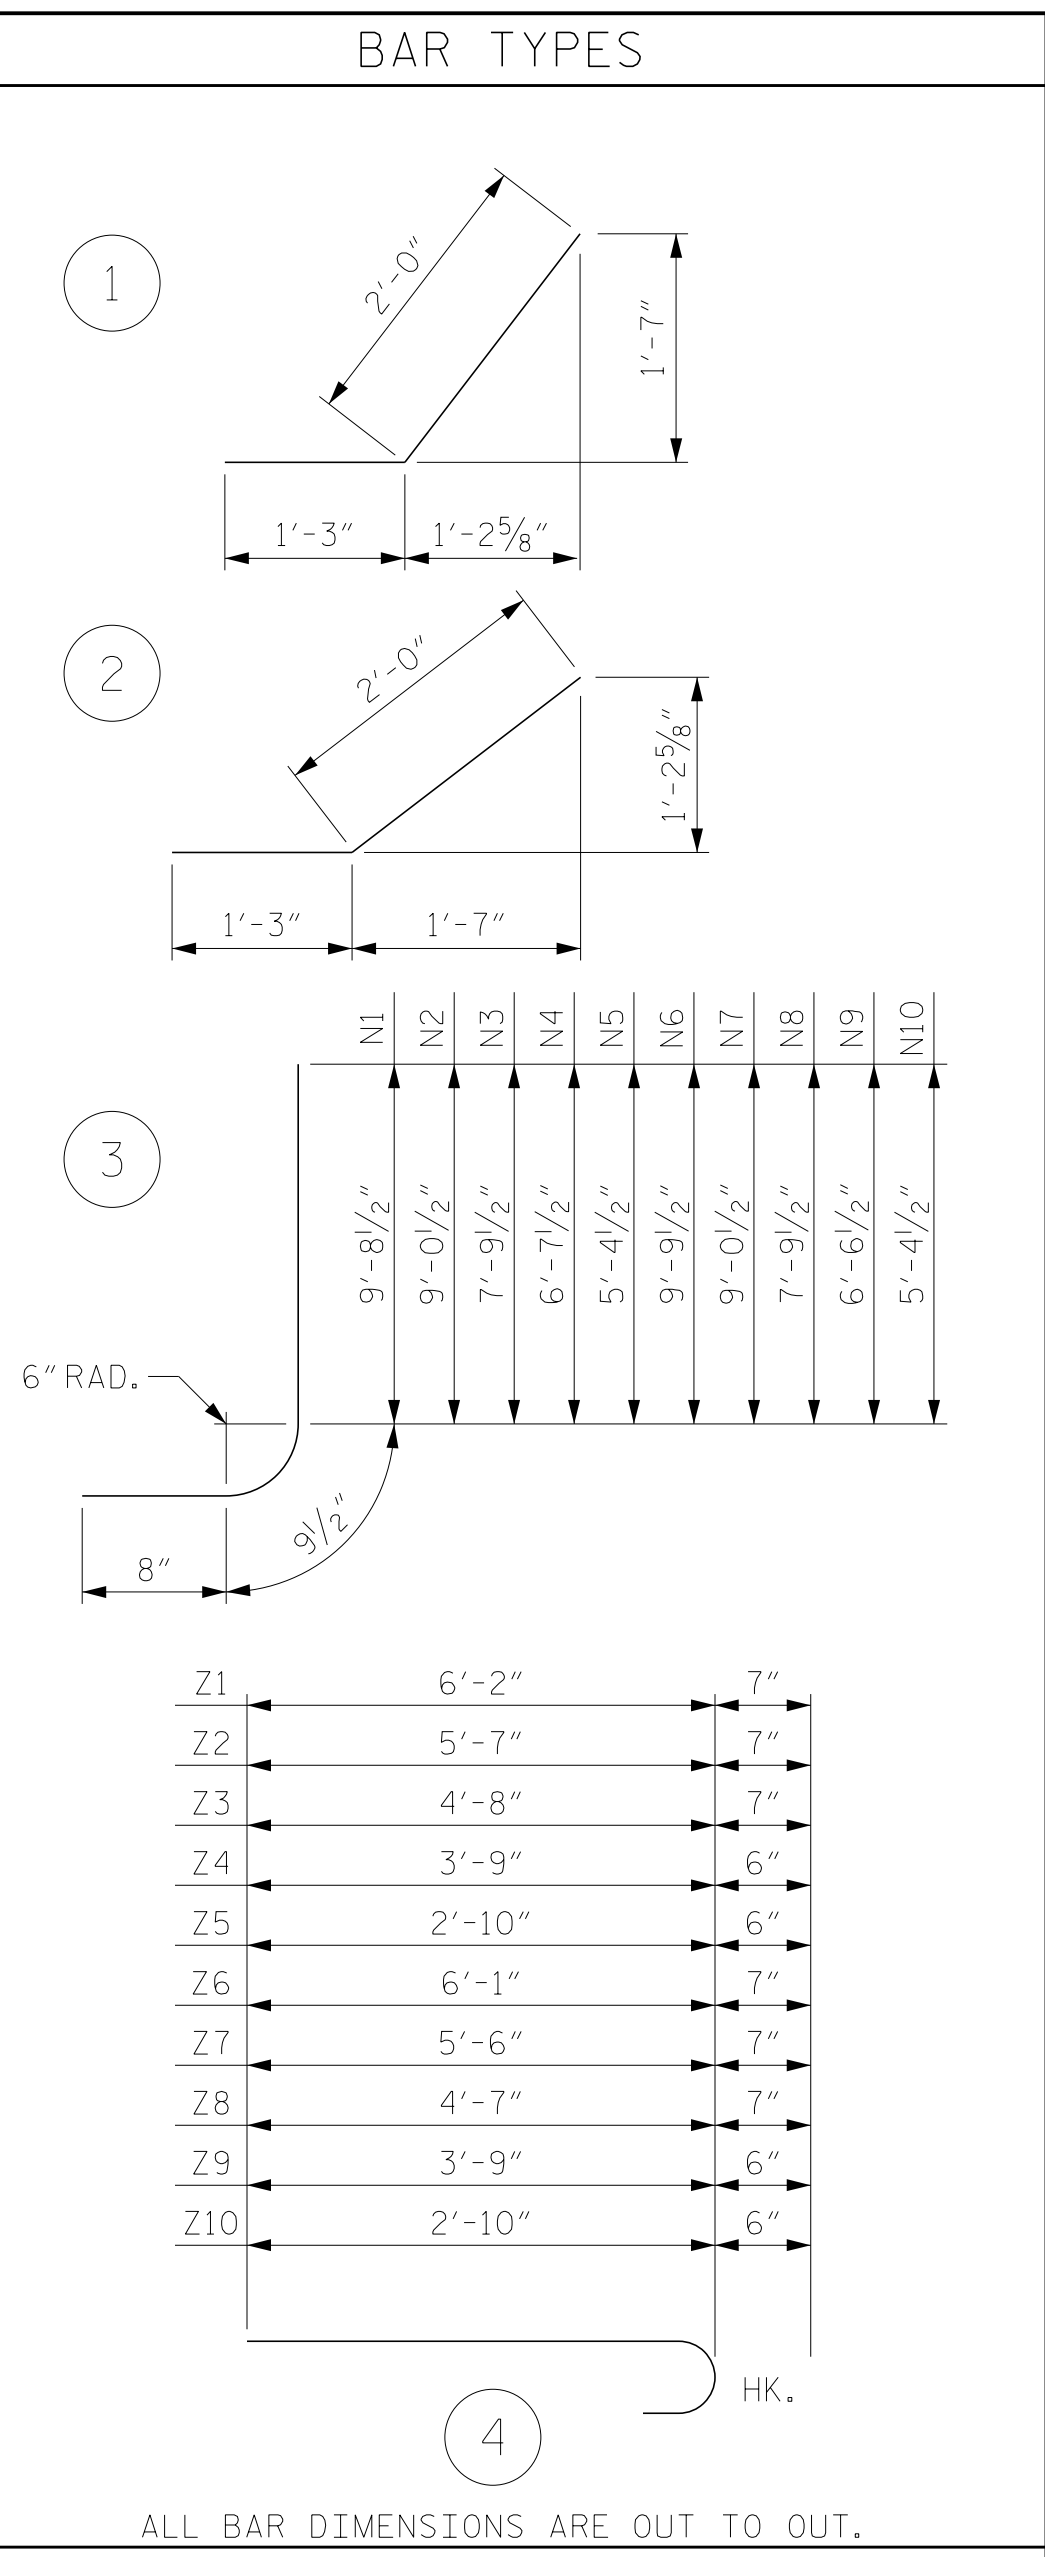 BAR TYPES
1
2'-0"
1'-7"
1'-3"
1'-2⅝"
2
2'-0"
1'-2⅝"
1'-3"
1'-7"
3
N1
N2
N3
N4
N5
N6
N7
N8
N9
N10
9'-8½"
9'-0½"
7'-9½"
6'-7½"
5'-4½"
9'-9½"
9'-0½"
7'-9½"
6'-6½"
5'-4½"
6" RAD.
9½"
8"
Z1 6'-2" 7"
Z2 5'-7" 7"
Z3 4'-8" 7"
Z4 3'-9" 6"
Z5 2'-10" 6"
Z6 6'-1" 7"
Z7 5'-6" 7"
Z8 4'-7" 7"
Z9 3'-9" 6"
Z10 2'-10" 6"
HK.
4
ALL BAR DIMENSIONS ARE OUT TO OUT.